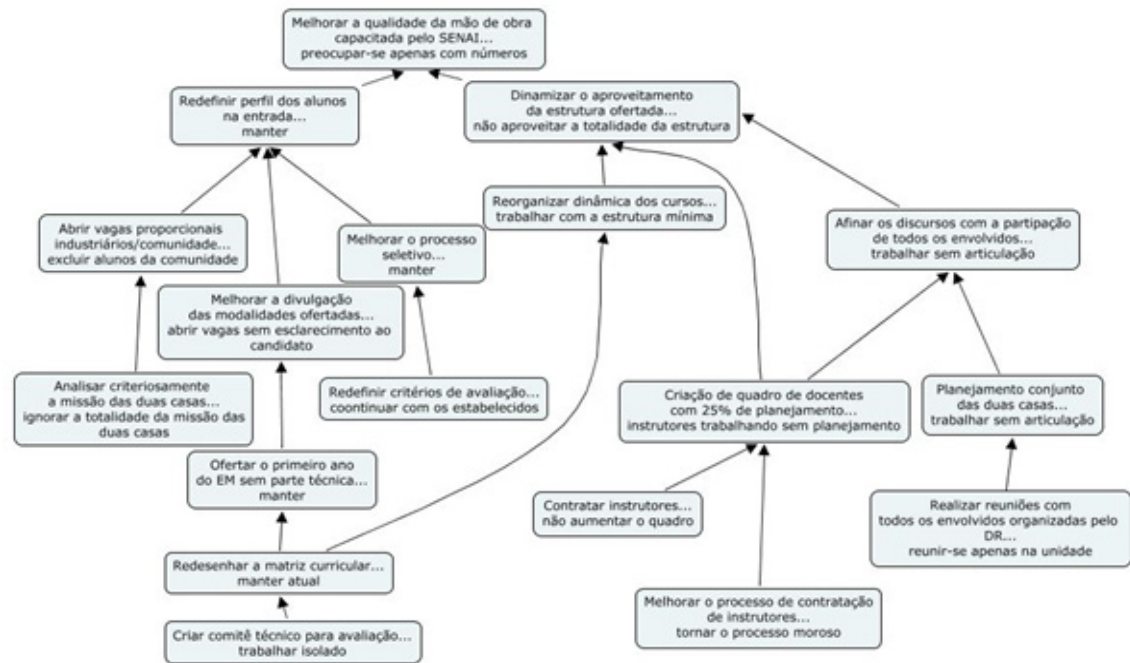 Melhorar a qualidade da mão de obra
capacitada pelo SENAI...
preocupar-se apenas com números
Redefinir perfil dos alunos
na entrada...
manter
Dinamizar o aproveitamento
da estrutura ofertada...
não aproveitar a totalidade da estrutura
Abrir vagas proporcionais
industriários/comunidade...
excluir alunos da comunidade
Melhorar o processo
seletivo...
manter
Reorganizar dinâmica dos cursos...
trabalhar com a estrutura mínima
Afinar os discursos com a partipação
de todos os envolvidos...
trabalhar sem articulação
Melhorar a divulgação
das modalidades ofertadas...
abrir vagas sem esclarecimento ao
candidato
Analisar criteriosamente
a missão das duas casas...
ignorar a totalidade da missão das
duas casas
Redefinir critérios de avaliação...
coontinuar com os estabelecidos
Criação de quadro de docentes
com 25% de planejamento...
instrutores trabalhando sem planejamento
Planejamento conjunto
das duas casas...
trabalhar sem articulação
Ofertar o primeiro ano
do EM sem parte técnica...
manter
Contratar instrutores...
não aumentar o quadro
Realizar reuniões com
todos os envolvidos organizadas pelo
DR...
reunir-se apenas na unidade
Redesenhar a matriz curricular...
manter atual
Melhorar o processo de contratação
de instrutores...
tornar o processo moroso
Criar comitê técnico para avaliação...
trabalhar isolado